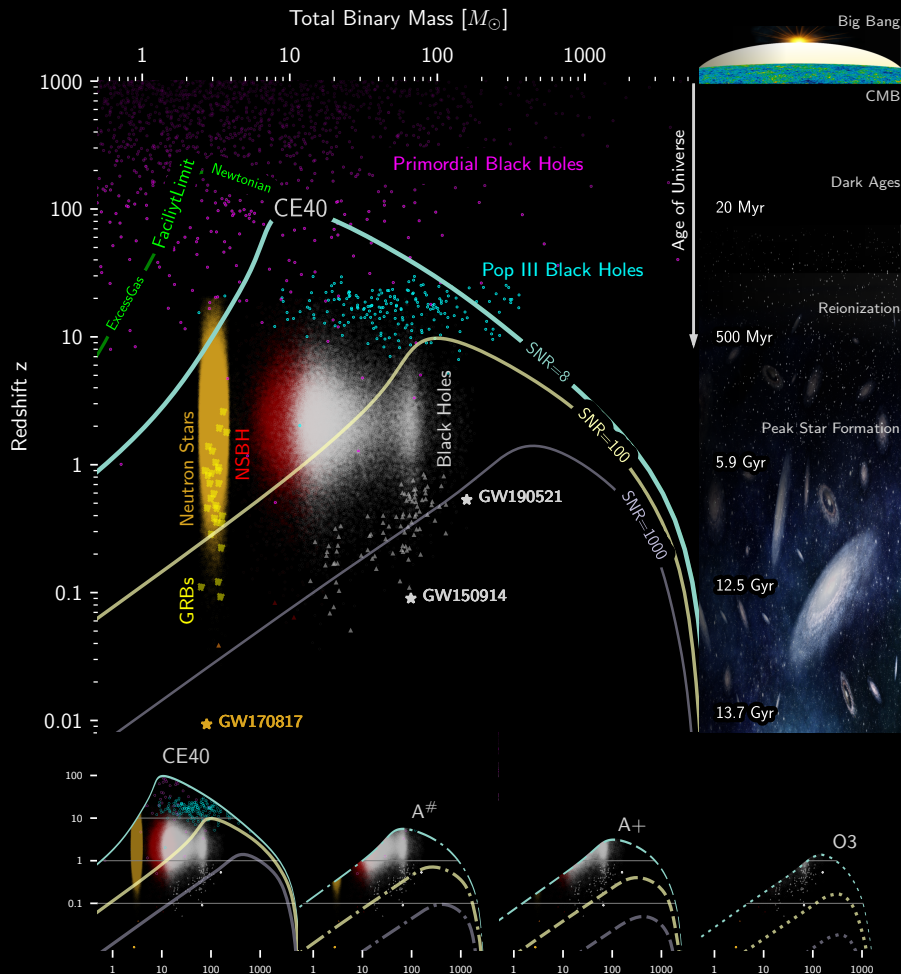 Total Binary Mass [M⊙]
1 10 100 1000
Big Bang
1000
CMB
Newtonian
Primordial Black Holes
FaciliytLimit
Age of Universe
Dark Ages
100
CE40
20 Myr
ExcessGas
Pop III Black Holes
Reionization
10
500 Myr
SNR=8
Redshift z
Neutron Stars
NSBH
Black Holes
SNR=100
Peak Star Formation
1
5.9 Gyr
GW190521
SNR=1000
GRBs
0.1
GW150914
12.5 Gyr
0.01
GW170817
13.7 Gyr
CE40
A#
A+
O3
100
10
1
0.1
1 10 100 1000
1 10 100 1000
1 10 100 1000
1 10 100 1000